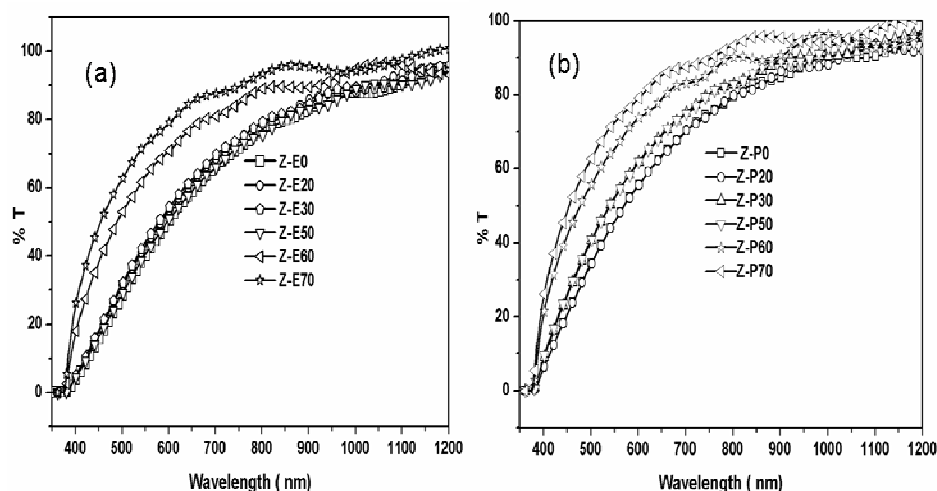 (a)
% T
100
80
60
40
20
0
Z-E0
Z-E20
Z-E30
Z-E50
Z-E60
Z-E70
400 500 600 700 800 900 1000 1100 1200
Wavelength ( nm)
(b)
% T
100
80
60
40
20
0
Z-P0
Z-P20
Z-P30
Z-P50
Z-P60
Z-P70
400 500 600 700 800 900 1000 1100 1200
Wavelength ( nm)